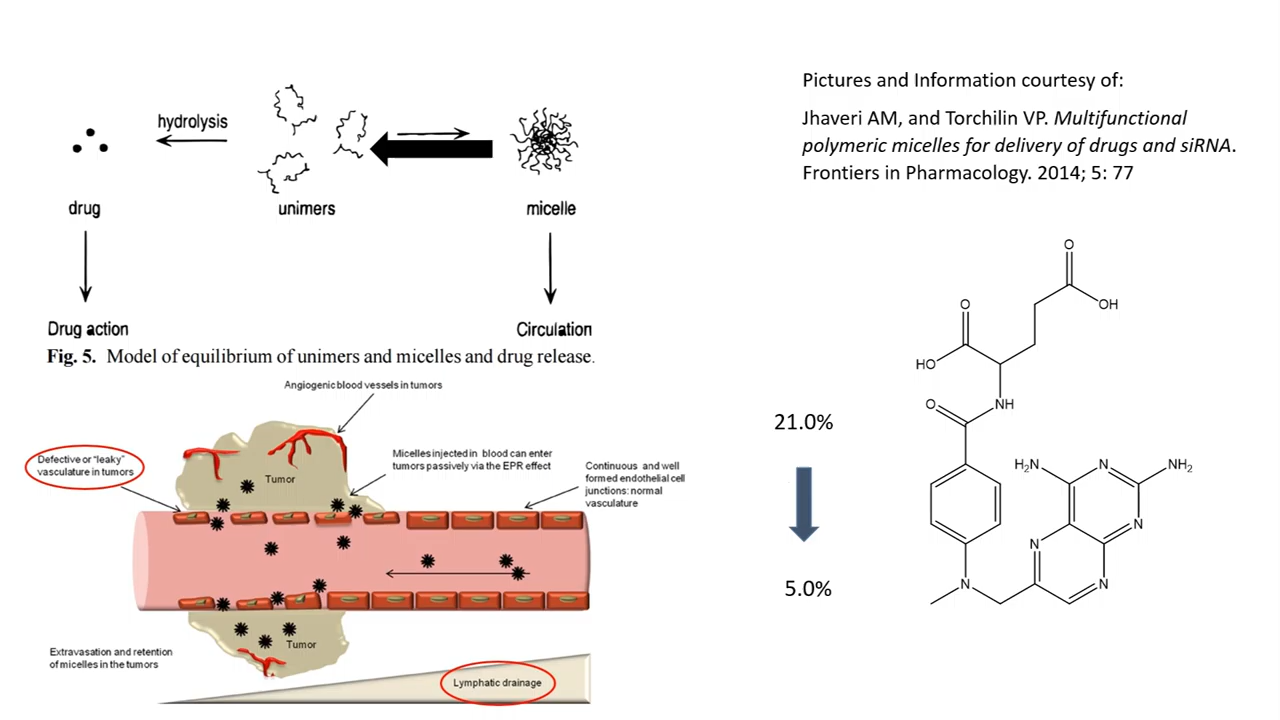 hydrolysis
drug
unimers
micelle
Drug action
Circulation
Fig. 5. Model of equilibrium of unimers and micelles and drug release.
Angiogenic blood vessels in tumors
Defective or "leaky"
vasculature in tumors
Tumor
Micelles injected in blood can enter
tumors passively via the EPR effect
Continuous and well
formed endothelial cell
junctions: normal
vasculature
Extravasation and retention
of micelles in the tumors
Tumor
Lymphatic drainage
Pictures and Information courtesy of:
Jhaveri AM, and Torchilin VP. Multifunctional
polymeric micelles for delivery of drugs and siRNA.
Frontiers in Pharmacology. 2014; 5: 77
21.0%
5.0%
O
OH
O
HO
O
NH
H₂N
N
NH₂
N
N
N
N
N